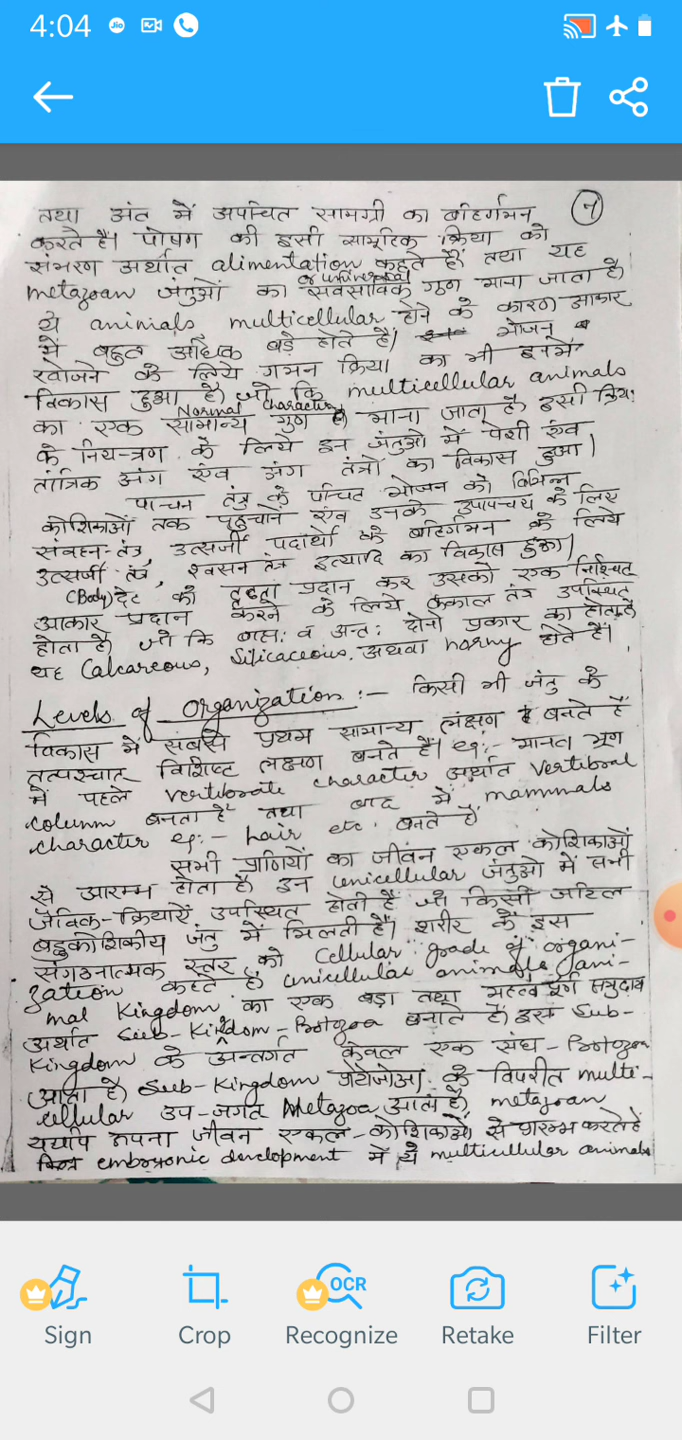 4:04
Jio
तथा अंत में अपचित सामग्री का बहिर्गमन
करते हैं। पोषण की इसी सामूहिक क्रिया को
संभरण अर्थात् alimentation कहते हैं तथा यह
or universal
metazoan जंतुओं का सर्वसाविक गुण माना जाता है।
ये animals multicellular होने के कारण आकार
में बहुत अधिक बड़े होते हैं। भोजन
खोजने के लिये गमन क्रिया का भी इनमें
विकास हुआ है। जो कि multicellular animals
Normal character
का एक सामान्य गुण माना जाता है। इसी क्रिया
के नियन्त्रण के लिये इन जंतुओं में पेशी एंव
तांत्रिक अंग एंव अंग तंत्रों का विकास हुआ।
पाचन तंत्र के पचित भोजन को विभिन्न
कोशिकाओं तक पहुचाने एंव उनके उपापचय के लिए
संवहन-तंत्र, उत्सर्जी पदार्थों के बहिर्गमन के लिये
उत्सर्जी तंत्र, श्वसन तंत्र इत्यादि का विकास हुआ।
(Body) देह को दृढ़ता प्रदान कर उसको एक निश्चित
आकार प्रदान करने के लिये कंकाल तंत्र उपस्थित
होता है। जो कि बाह्य: व अन्त: दोनो प्रकार का होता है
यह Calcareous, Silicaceous, अथवा horny होते हैं।
Levels of Organization :- किसी भी जंतु के
विकास में सबसे प्रथम सामान्य लक्षण बनते हैं
तत्पश्चात् विशिष्ट लक्षण बनते हैं। eg:- मानव भ्रूण
में पहले vertebrate character अर्थात vertebral
column बनता है तथा बाद में mammals
character eg:- hair etc. बनते हैं
सभी प्राणियों का जीवन एकल कोशिकाओं
से आरम्भ होता है। इन unicellular जंतुओ में सभी
जैविक-क्रियाऐं उपस्थित होती हैं जो किसी जटिल
बहुकोशिकीय जंतु में मिलती हैं। शरीर के इस
संगठनात्मक स्तर को Cellular grade of organi-
zation कहते हैं unicellular animals, ani-
mal Kingdom का एक बड़ा तथा महत्वपूर्ण समुदाय
अर्थात Sub-Kingdom-Protozoa बनाते हैं। इस Sub-
Kingdom के अन्तर्गत केवल एक संघ-Protozoa
आता है। Sub-Kingdom प्रोटोजोआ के विपरीत multi-
cellular उप-जगत Metazoa आता है, metazoan
यद्यपि अपना जीवन एकल-कोशिकाओं से प्रारम्भ करते हैं
किन्तु embryonic development में ये multicellular animals
OCR
Sign
Crop
Recognize
Retake
Filter